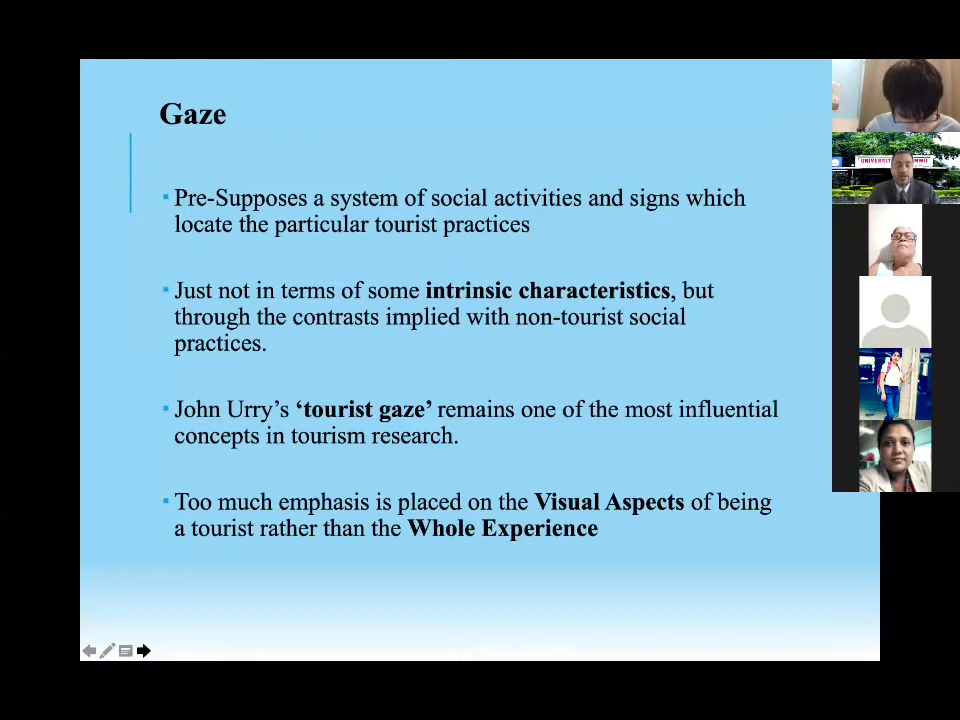 Gaze
Pre-Supposes a system of social activities and signs which
locate the particular tourist practices
Just not in terms of some intrinsic characteristics, but
through the contrasts implied with non-tourist social
practices.
John Urry’s ‘tourist gaze’ remains one of the most influential
concepts in tourism research.
Too much emphasis is placed on the Visual Aspects of being
a tourist rather than the Whole Experience